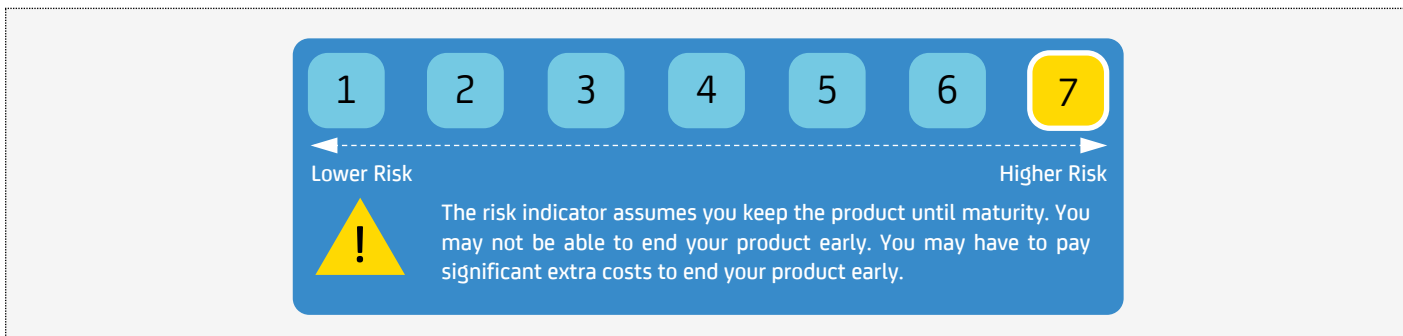 1 2 3 4 5 6 7
Lower Risk Higher Risk
!
The risk indicator assumes you keep the product until maturity. You
may not be able to end your product early. You may have to pay
significant extra costs to end your product early.